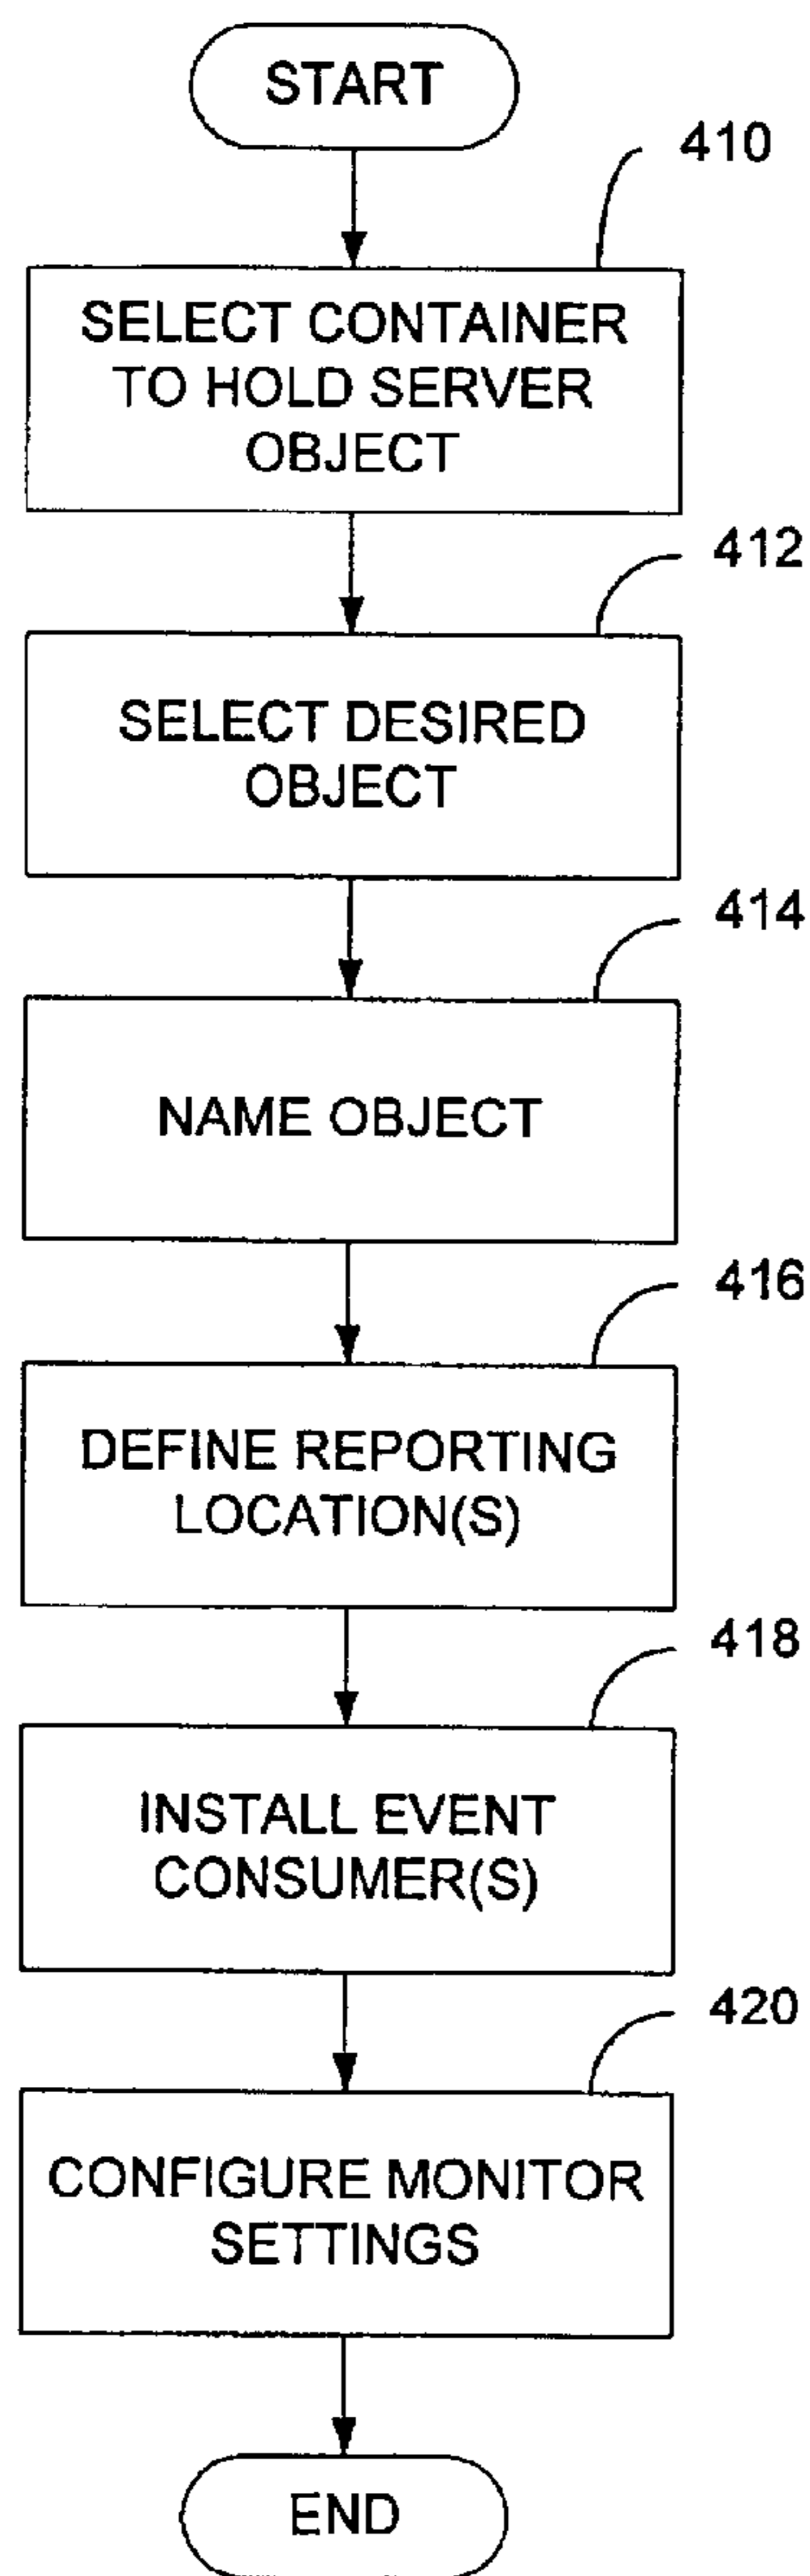 START
410
SELECT CONTAINER
TO HOLD SERVER
OBJECT
412
SELECT DESIRED
OBJECT
414
NAME OBJECT
416
DEFINE REPORTING
LOCATION(S)
418
INSTALL EVENT
CONSUMER(S)
420
CONFIGURE MONITOR
SETTINGS
END